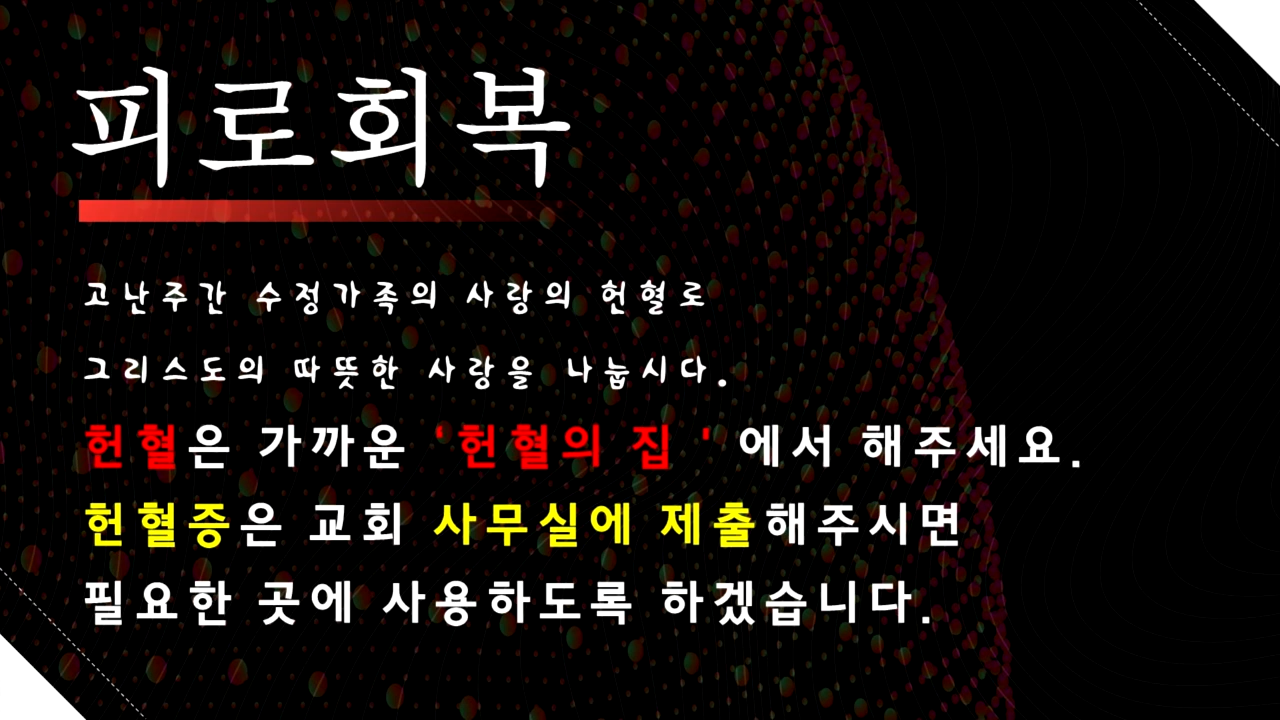 피로회복
고난주간 수정가족의 사랑의 헌혈로
그리스도의 따뜻한 사랑을 나눕시다.
헌혈은 가까운 '헌혈의 집 ' 에서 해주세요.
헌혈증은 교회 사무실에 제출해주시면
필요한 곳에 사용하도록 하겠습니다.